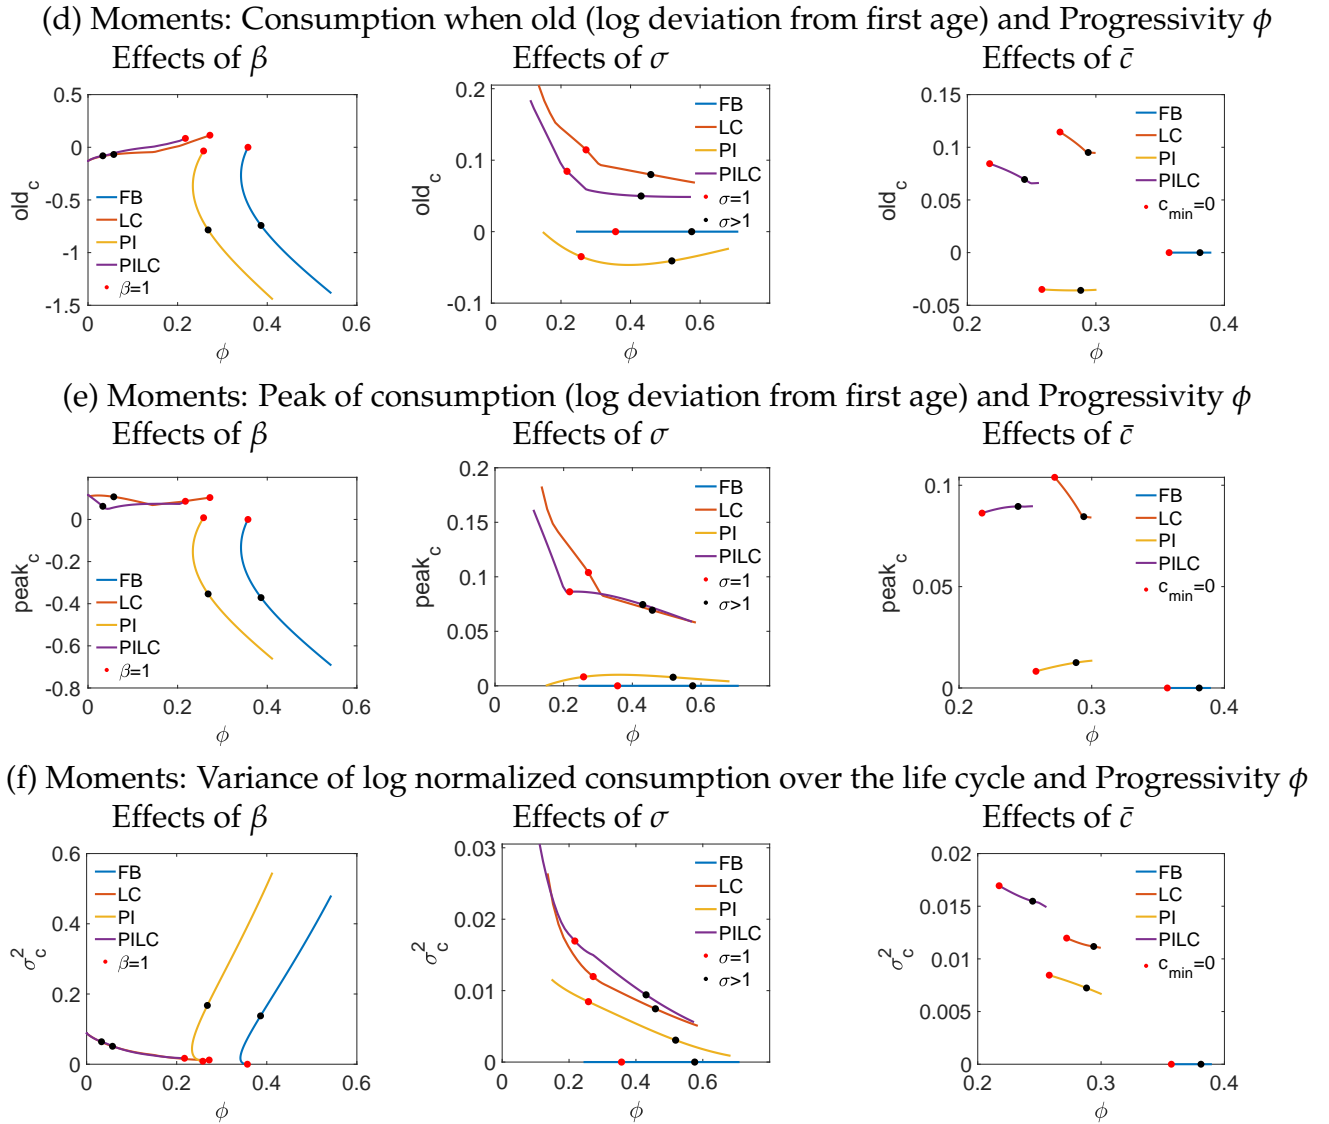 (d) Moments: Consumption when old (log deviation from first age) and Progressivity ϕ
Effects of β
Effects of σ
Effects of c̄
0.5
0
-0.5
-1
-1.5
old_c
FB
LC
PI
PILC
β=1
0 0.2 0.4 0.6
ϕ
0.2
0.1
0
-0.1
old_c
FB
LC
PI
PILC
σ=1
σ>1
0 0.2 0.4 0.6
ϕ
0.15
0.1
0.05
0
-0.05
old_c
FB
LC
PI
PILC
c_min=0
0.2 0.3 0.4
ϕ
(e) Moments: Peak of consumption (log deviation from first age) and Progressivity ϕ
Effects of β
Effects of σ
Effects of c̄
0
-0.2
-0.4
-0.6
-0.8
peak_c
FB
LC
PI
PILC
β=1
0 0.2 0.4 0.6
ϕ
0.2
0.15
0.1
0.05
0
peak_c
FB
LC
PI
PILC
σ=1
σ>1
0 0.2 0.4 0.6
ϕ
0.1
0.05
0
peak_c
FB
LC
PI
PILC
c_min=0
0.2 0.3 0.4
ϕ
(f) Moments: Variance of log normalized consumption over the life cycle and Progressivity ϕ
Effects of β
Effects of σ
Effects of c̄
0.6
0.4
0.2
0
σ_c^2
FB
LC
PI
PILC
β=1
0 0.2 0.4 0.6
ϕ
0.03
0.02
0.01
0
σ_c^2
FB
LC
PI
PILC
σ=1
σ>1
0 0.2 0.4 0.6
ϕ
0.02
0.015
0.01
0.005
0
σ_c^2
FB
LC
PI
PILC
c_min=0
0.2 0.3 0.4
ϕ